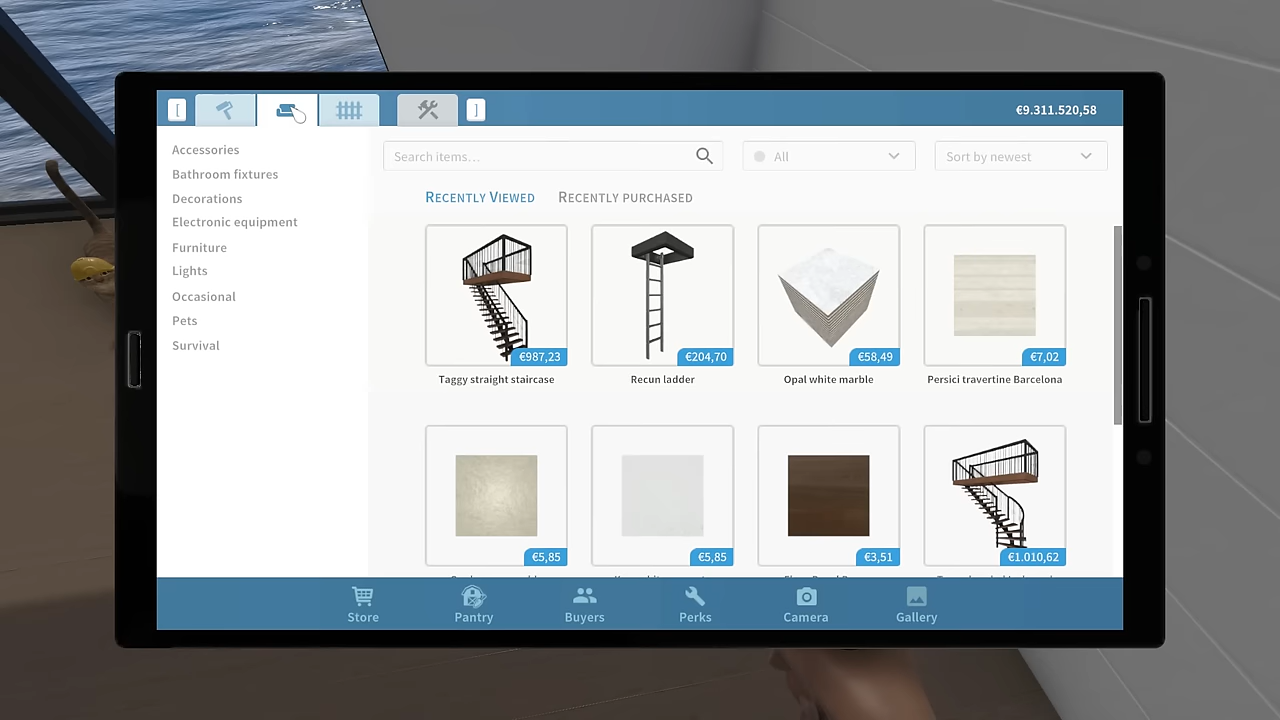 [
]
€9.311.520,58
Accessories
Bathroom fixtures
Decorations
Electronic equipment
Furniture
Lights
Occasional
Pets
Survival
Search items...
All
Sort by newest
RECENTLY VIEWED
RECENTLY PURCHASED
€987,23
€204,70
€58,49
€7,02
Taggy straight staircase
Recun ladder
Opal white marble
Persici travertine Barcelona
€5,85
€5,85
€3,51
€1.010,62
Store
Pantry
Buyers
Perks
Camera
Gallery